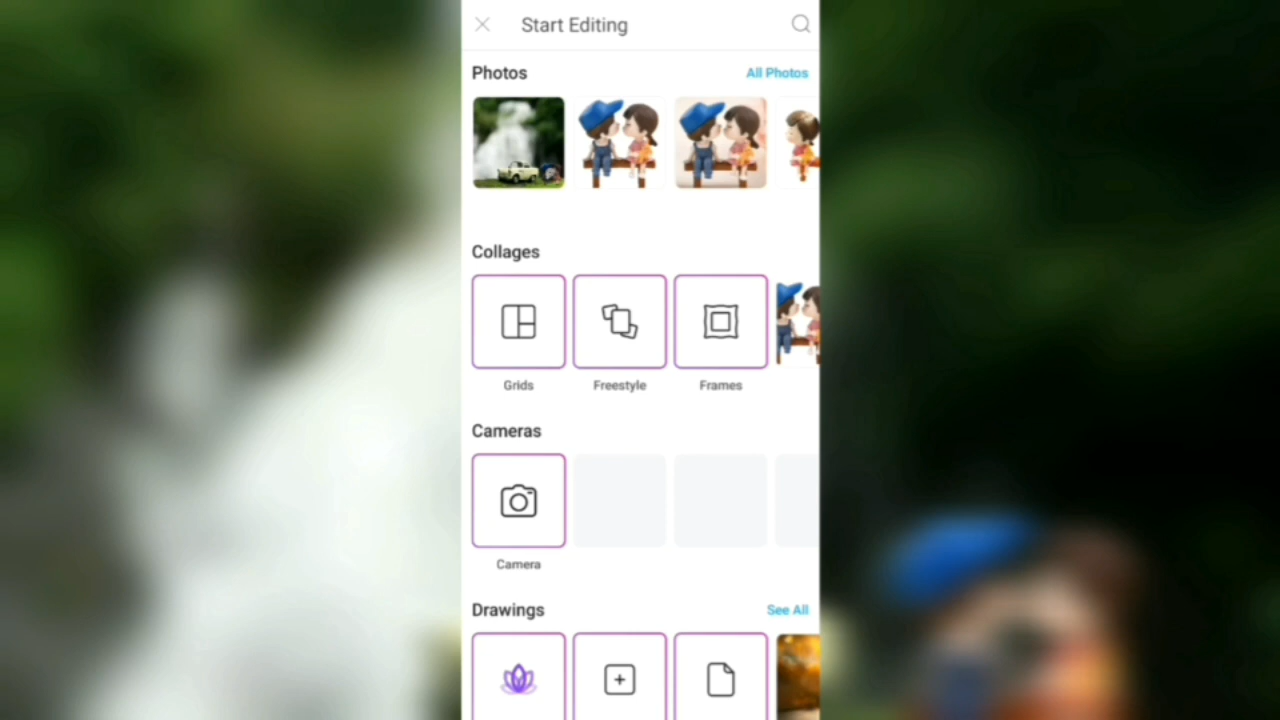 Start Editing
Photos
All Photos
Collages
Grids
Freestyle
Frames
Cameras
Camera
Drawings
See All